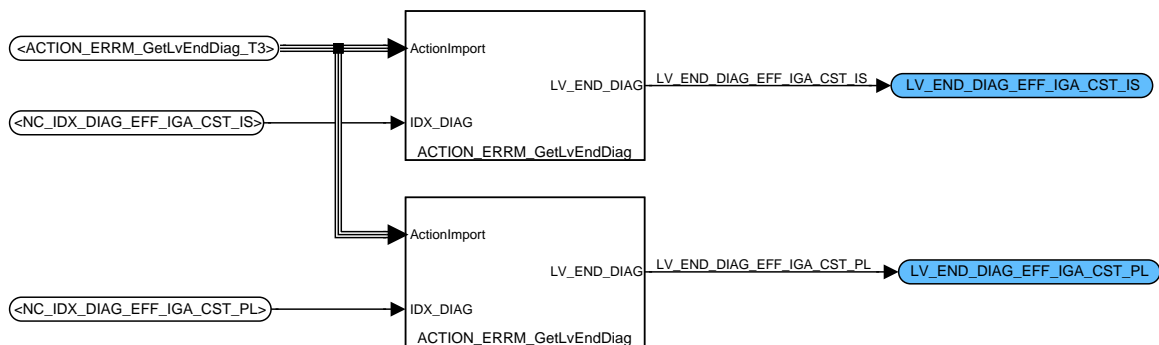 <ACTION_ERRM_GetLvEndDiag_T3>
ActionImport
LV_END_DIAG
LV_END_DIAG_EFF_IGA_CST_IS
LV_END_DIAG_EFF_IGA_CST_IS
<NC_IDX_DIAG_EFF_IGA_CST_IS>
IDX_DIAG
ACTION_ERRM_GetLvEndDiag
ActionImport
LV_END_DIAG
LV_END_DIAG_EFF_IGA_CST_PL
LV_END_DIAG_EFF_IGA_CST_PL
<NC_IDX_DIAG_EFF_IGA_CST_PL>
IDX_DIAG
ACTION_ERRM_GetLvEndDiag